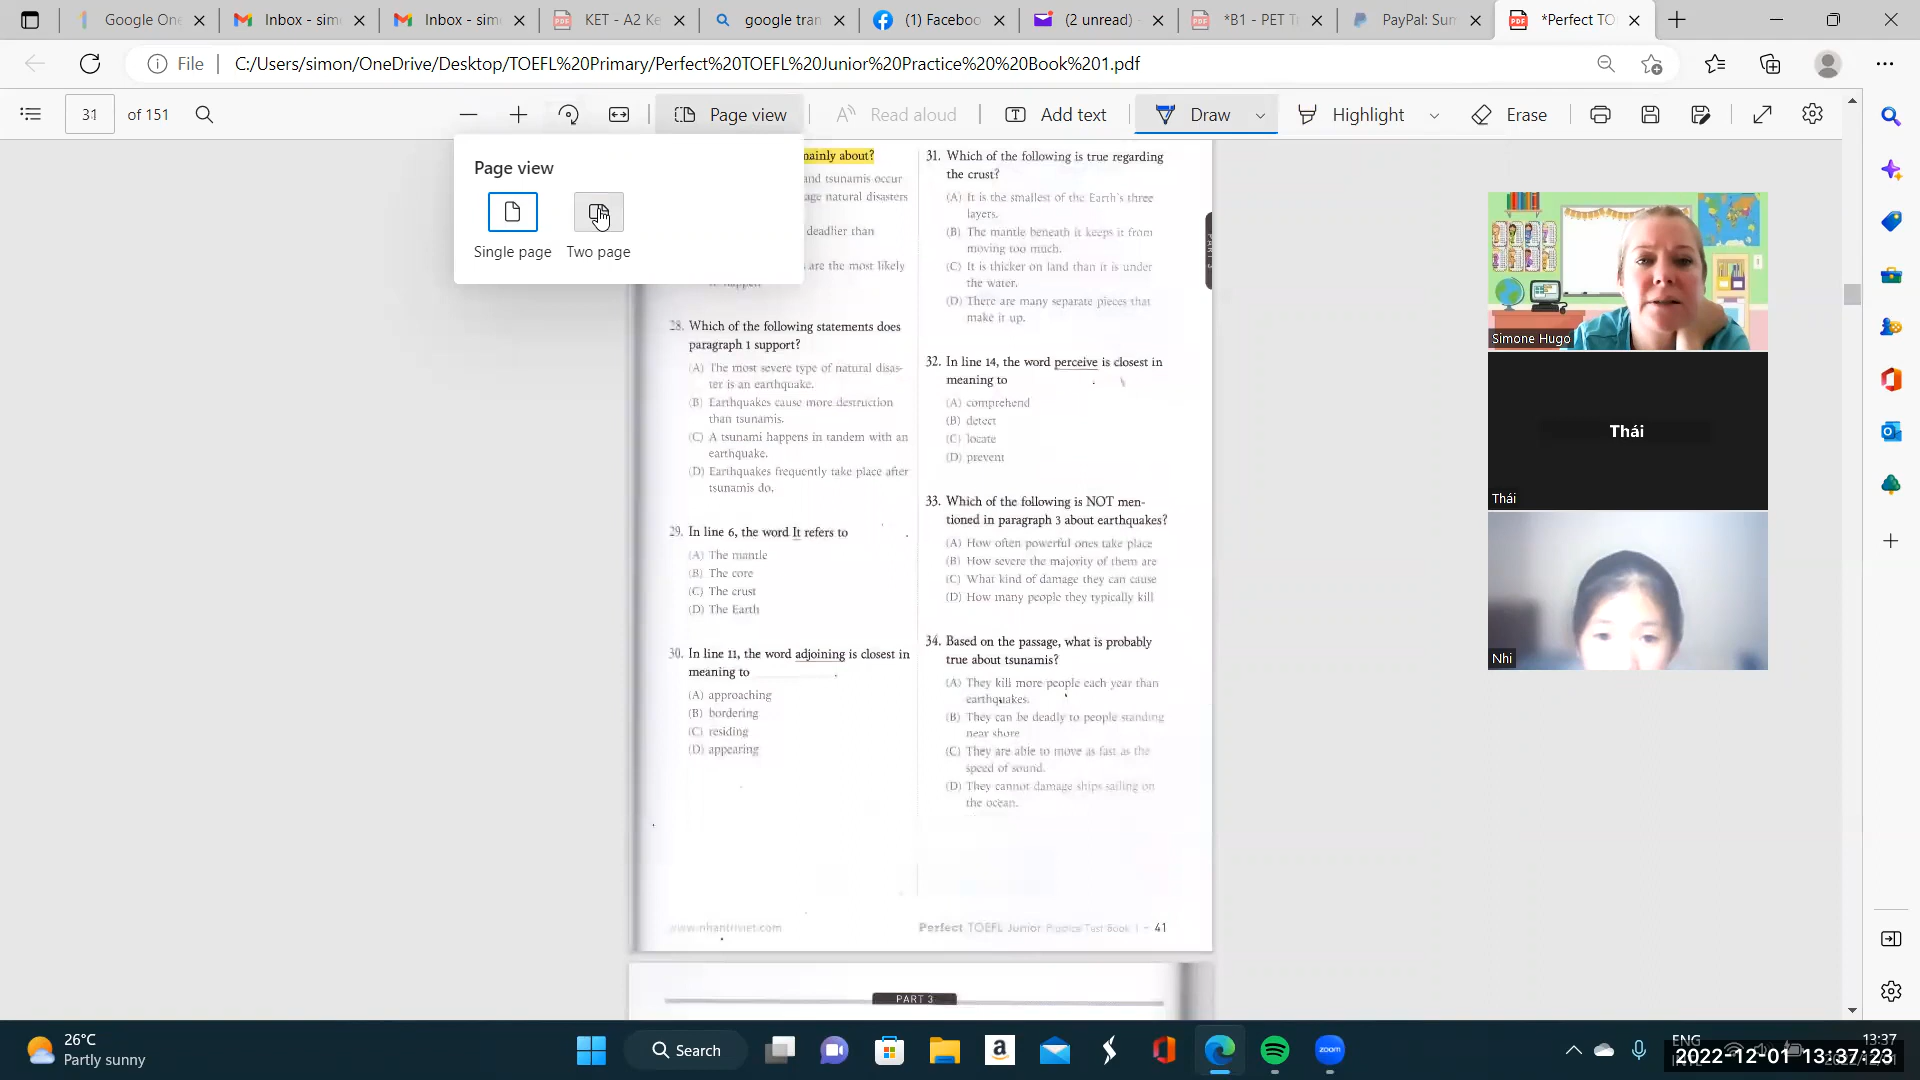 Google One
Inbox - sim
Inbox - sim
KET - A2 Ke
google tran
(1) Faceboo
(2 unread) -
*B1 - PET T
PayPal: Sum
*Perfect TO
File
C:/Users/simon/OneDrive/Desktop/TOEFL%20Primary/Perfect%20TOEFL%20Junior%20Practice%20%20Book%201.pdf
31
of 151
Page view
Read aloud
Add text
Draw
Highlight
Erase
Page view
Single page
Two page
mainly about?
and tsunamis occur
age natural disasters
deadlier than
are the most likely
28. Which of the following statements does
paragraph 1 support?
(A) The most severe type of natural disas-
ter is an earthquake.
(B) Earthquakes cause more destruction
than tsunamis.
(C) A tsunami happens in tandem with an
earthquake.
(D) Earthquakes frequently take place after
tsunamis do.
29. In line 6, the word It refers to
(A) The mantle
(B) The core
(C) The crust
(D) The Earth
30. In line 11, the word adjoining is closest in
meaning to ________.
(A) approaching
(B) bordering
(C) residing
(D) appearing
31. Which of the following is true regarding
the crust?
(A) It is the smallest of the Earth's three
layers.
(B) The mantle beneath it keeps it from
moving too much.
(C) It is thicker on land than it is under
the water.
(D) There are many separate pieces that
make it up.
32. In line 14, the word perceive is closest in
meaning to
(A) comprehend
(B) detect
(C) locate
(D) prevent
33. Which of the following is NOT men-
tioned in paragraph 3 about earthquakes?
(A) How often powerful ones take place
(B) How severe the majority of them are
(C) What kind of damage they can cause
(D) How many people they typically kill
34. Based on the passage, what is probably
true about tsunamis?
(A) They kill more people each year than
earthquakes.
(B) They can be deadly to people standing
near shore
(C) They are able to move as fast as the
speed of sound.
(D) They cannot damage ships sailing on
the ocean.
PART 3
www.nhantriviet.com
Perfect TOEFL Junior Practice Test Book 1 - 41
PART 3
Simone Hugo
Thái
Thái
Nhi
26°C
Partly sunny
Search
zoom
ENG
INTL
13:37
2022/12/01
2022-12-01 13:37:23